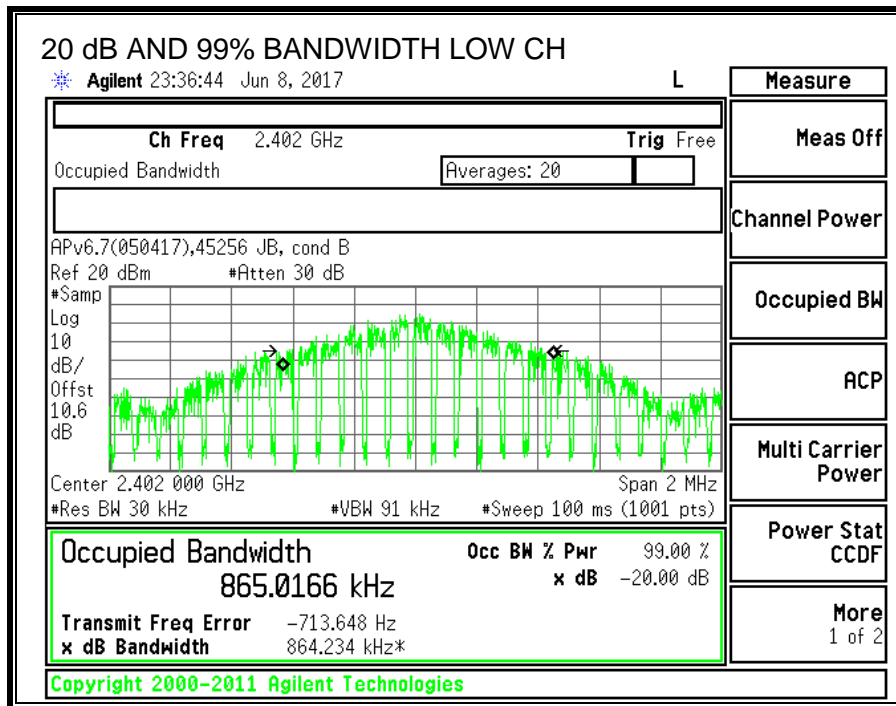 20 dB AND 99% BANDWIDTH LOW CH
Agilent 23:36:44 Jun 8, 2017 L
Ch Freq 2.402 GHz Trig Free
Occupied Bandwidth Averages: 20
APv6.7(050417),45256 JB, cond B
Ref 20 dBm #Atten 30 dB
#Samp
Log
10
dB/
Offst
10.6
dB
Center 2.402 000 GHz Span 2 MHz
#Res BW 30 kHz #VBW 91 kHz #Sweep 100 ms (1001 pts)
Occupied Bandwidth Occ BW % Pwr 99.00 %
865.0166 kHz x dB -20.00 dB
Transmit Freq Error -713.648 Hz
x dB Bandwidth 864.234 kHz*
Copyright 2000-2011 Agilent Technologies
Measure
Meas Off
Channel Power
Occupied BW
ACP
Multi Carrier
Power
Power Stat
CCDF
More
1 of 2